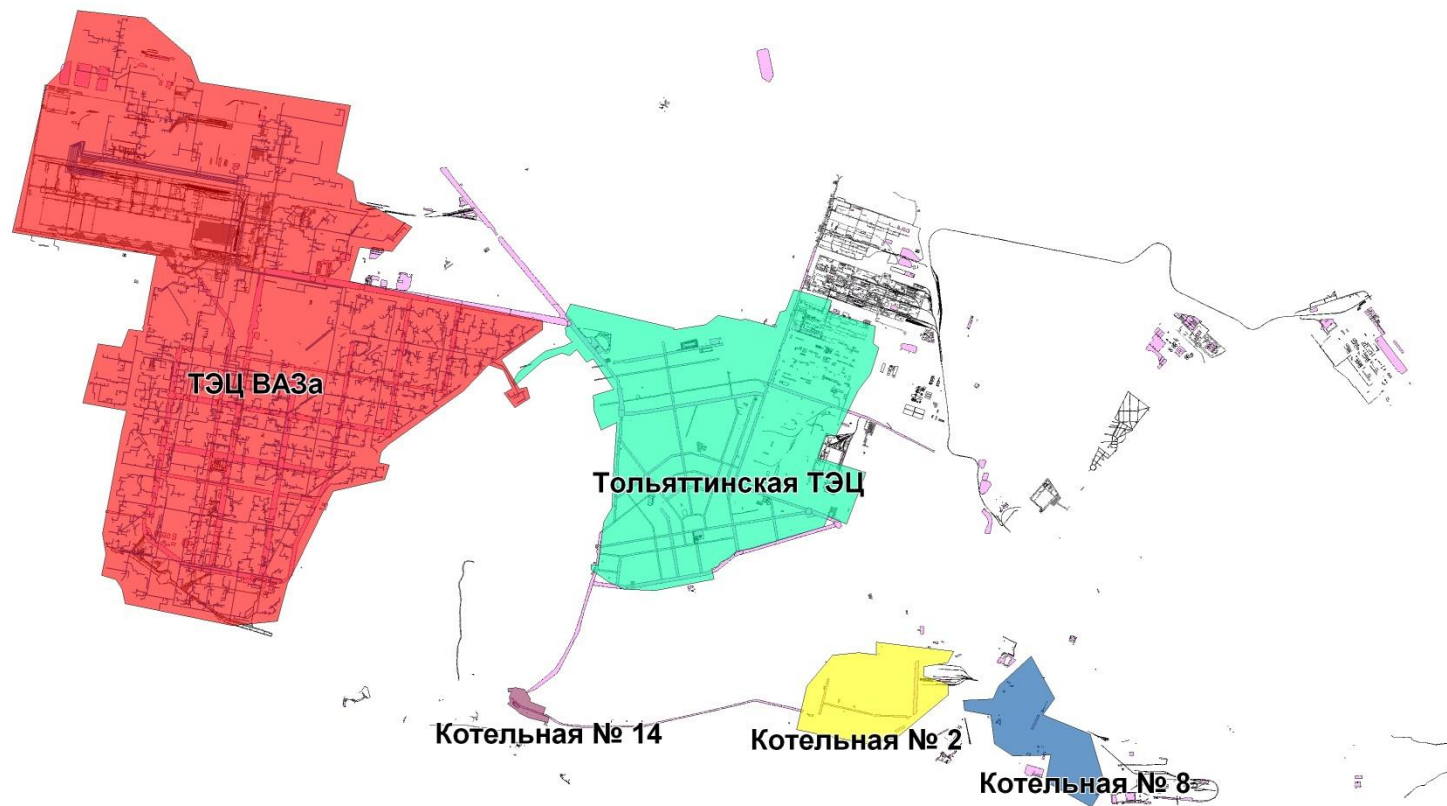 ТЭЦ ВАЗа
Тольяттинская ТЭЦ
Котельная № 14
Котельная № 2
Котельная № 8